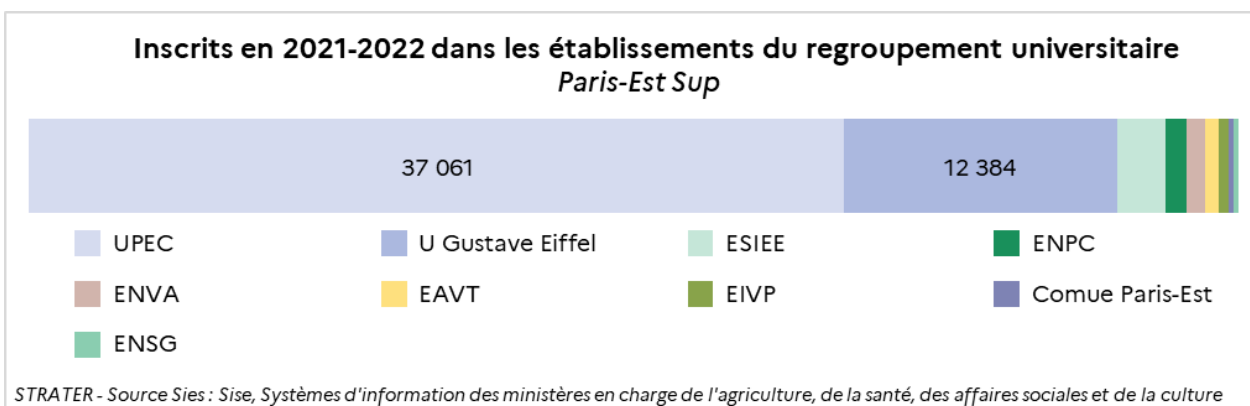 Inscrits en 2021-2022 dans les établissements du regroupement universitaire
Paris-Est Sup
37 061 12 384
UPEC U Gustave Eiffel ESIEE ENPC
ENVA EAVT EIVP Comue Paris-Est
ENSG
STRATER - Source Sies : Sise, Systèmes d'information des ministères en charge de l'agriculture, de la santé, des affaires sociales et de la culture